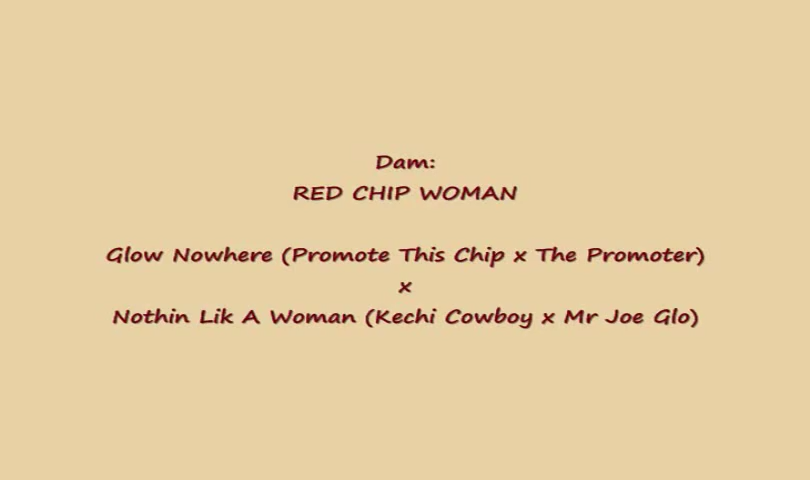 Dam:
RED CHIP WOMAN
Glow Nowhere (Promote This Chip x The Promoter)
x
Nothin Lik A Woman (Kechi Cowboy x Mr Joe Glo)